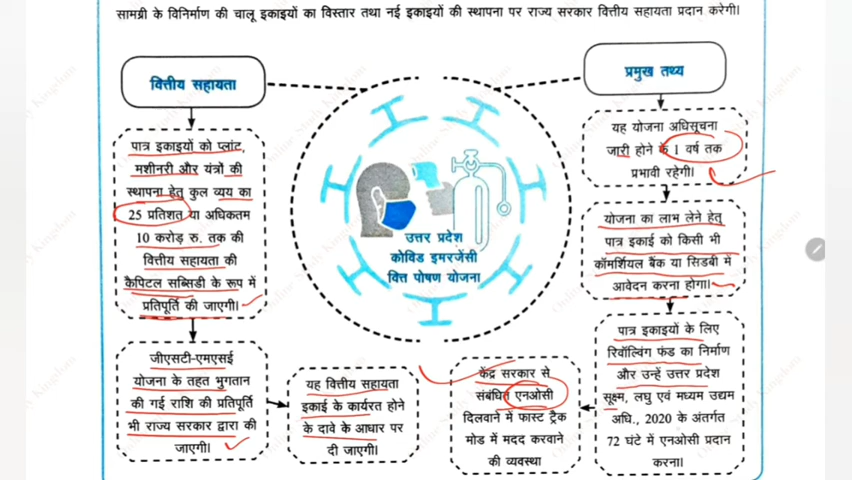 सामग्री के विनिर्माण की चालू इकाइयों का विस्तार तथा नई इकाइयों की स्थापना पर राज्य सरकार वित्तीय सहायता प्रदान करेगी।
वित्तीय सहायता
पात्र इकाइयों को प्लांट,
मशीनरी और यंत्रों की
स्थापना हेतु कुल व्यय का
25 प्रतिशत या अधिकतम
10 करोड़ रु. तक की
वित्तीय सहायता की
कैपिटल सब्सिडी के रूप में
प्रतिपूर्ति की जाएगी।
जीएसटी-एमएसई
योजना के तहत भुगतान
की गई राशि की प्रतिपूर्ति
भी राज्य सरकार द्वारा की
जाएगी।
यह वित्तीय सहायता
इकाई के कार्यरत होने
के दावे के आधार पर
दी जाएगी।
उत्तर प्रदेश
कोविड इमरजेंसी
वित्त पोषण योजना
प्रमुख तथ्य
यह योजना अधिसूचना
जारी होने के 1 वर्ष तक
प्रभावी रहेगी।
योजना का लाभ लेने हेतु
पात्र इकाई को किसी भी
कॉमर्शियल बैंक या सिडबी में
आवेदन करना होगा।
पात्र इकाइयों के लिए
रिवॉल्विंग फंड का निर्माण
और उन्हें उत्तर प्रदेश
सूक्ष्म, लघु एवं मध्यम उद्यम
अधि., 2020 के अंतर्गत
72 घंटे में एनओसी प्रदान
करना।
केंद्र सरकार से
संबंधित एनओसी
दिलवाने में फास्ट ट्रैक
मोड में मदद करवाने
की व्यवस्था